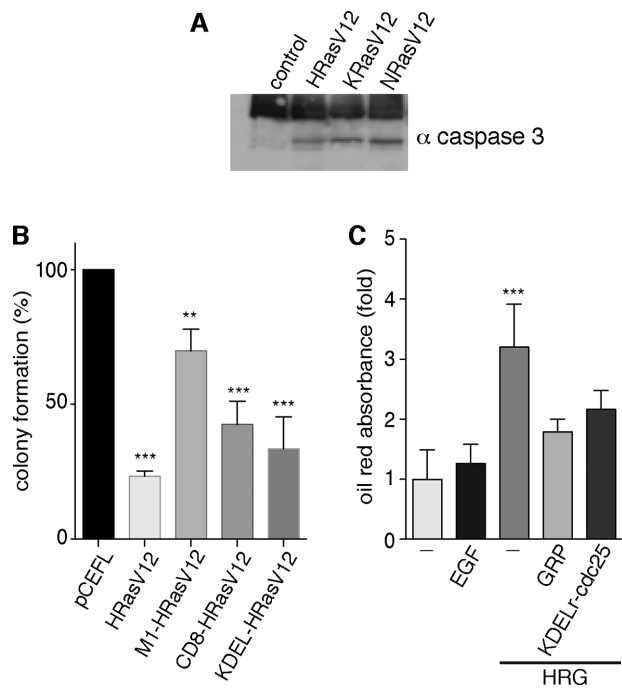 A
control
HRasV12
KRasV12
NRasV12
α caspase 3
B
colony formation (%)
100
50
0
***
**
***
***
pCEFL
HRasV12
M1-HRasV12
CD8-HRasV12
KDEL-HRasV12
C
oil red absorbance (fold)
5
4
3
2
1
0
***
–
EGF
–
GRP
KDELr-cdc25
HRG